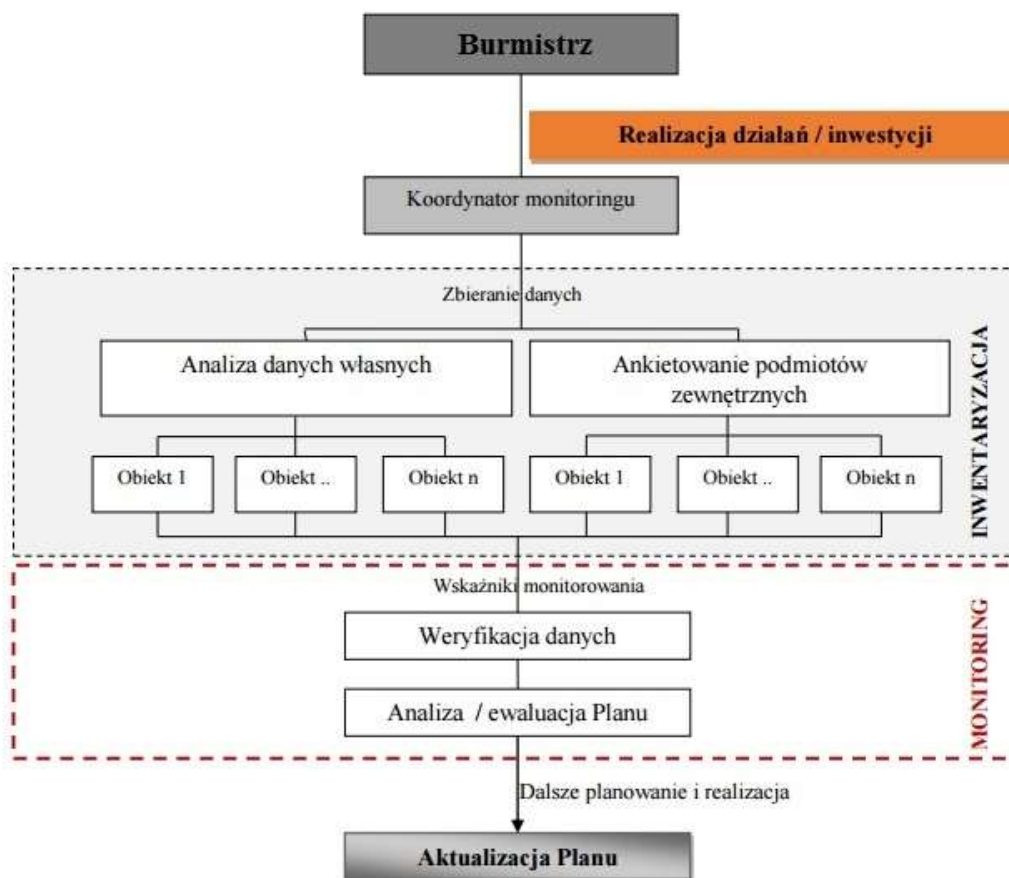 Burmistrz
Realizacja działań / inwestycji
Koordynator monitoringu
Zbieranie danych
Analiza danych własnych
Ankietowanie podmiotów
zewnętrznych
Obiekt 1
Obiekt ..
Obiekt n
Obiekt 1
Obiekt ..
Obiekt n
INWENTARYZACJA
Wskaźniki monitorowania
Weryfikacja danych
Analiza / ewaluacja Planu
MONITORING
Dalsze planowanie i realizacja
Aktualizacja Planu